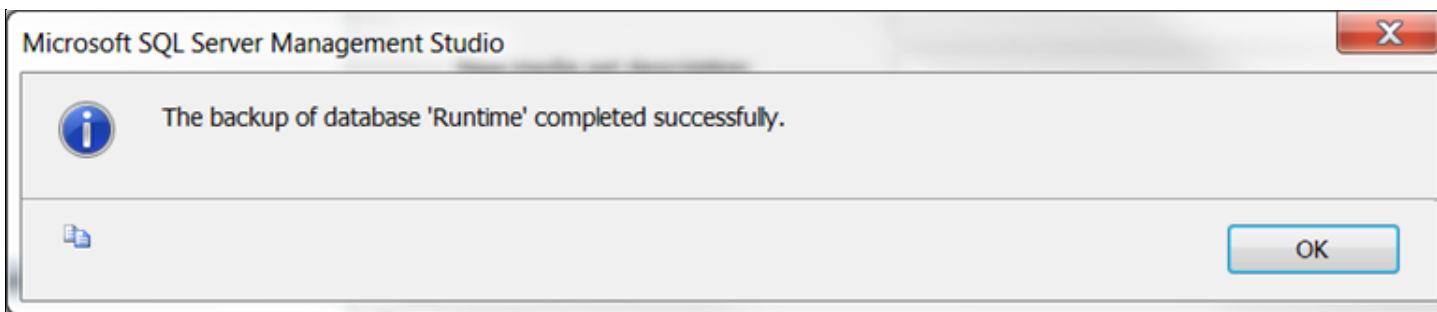 Microsoft SQL Server Management Studio
The backup of database 'Runtime' completed successfully.
OK